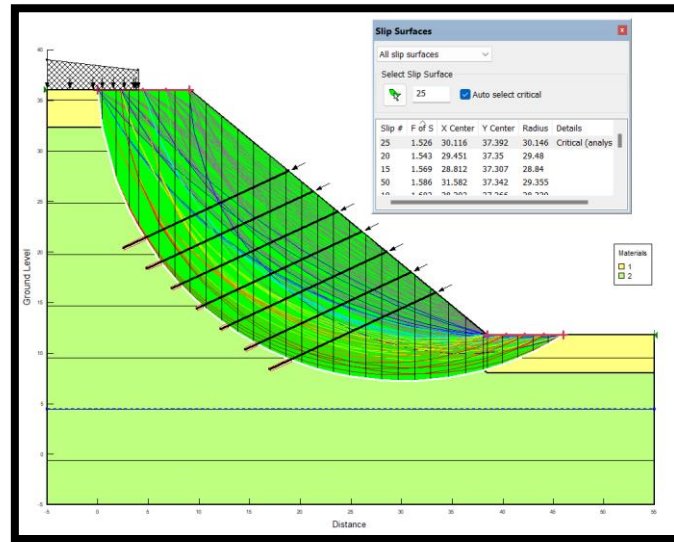 Slip Surfaces
All slip surfaces
Select Slip Surface
25
Auto select critical
Slip # F of S X Center Y Center Radius Details
25 1.526 30.116 37.392 30.146 Critical (analys
20 1.543 29.451 37.35 29.48
15 1.569 28.812 37.307 28.84
50 1.586 31.582 37.342 29.355
Materials
1
2
Ground Level
40
35
30
25
20
15
10
5
0
-5
-5 0 5 10 15 20 25 30 35 40 45 50 55
Distance